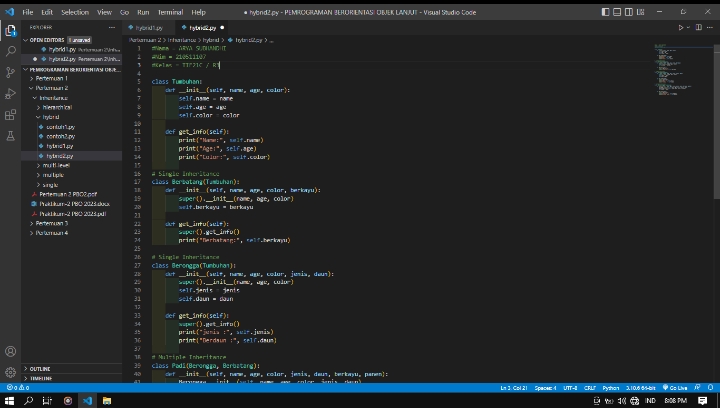 File Edit Selection View Go Run Terminal Help
● hybrid2.py - PEMROGRAMAN BERORIENTASI OBJEK LANJUT - Visual Studio Code
EXPLORER
OPEN EDITORS 1 unsaved
hybrid1.py Pertemuan 2\Inh...
● hybrid2.py Pertemuan 2\Inh...
PEMROGRAMAN BERORIENTASI OBJE...
Pertemuan 1
Pertemuan 2
Inheritance
hierarchical
hybrid
contoh1.py
contoh2.py
hybrid1.py
hybrid2.py
multi level
multiple
single
Pertemuan 2 PBO2.pdf
Praktikum-2 PBO 2023.docx
Praktikum-2 PBO 2023.pdf
Pertemuan 3
Pertemuan 4
OUTLINE
TIMELINE
hybrid1.py
hybrid2.py ●
Pertemuan 2 > Inheritance > hybrid > hybrid2.py > ...
1 #Nama = ARYA SUDHANDHI
2 #Nim = 210511107
3 #Kelas = TIF21C / R1
4
5 class Tumbuhan:
6 def __init__(self, name, age, color):
7 self.name = name
8 self.age = age
9 self.color = color
10
11 def get_info(self):
12 print("Name:", self.name)
13 print("Age:", self.age)
14 print("Color:", self.color)
15
16 # Single Inheritance
17 class Berbatang(Tumbuhan):
18 def __init__(self, name, age, color, berkayu):
19 super().__init__(name, age, color)
20 self.berkayu = berkayu
21
22 def get_info(self):
23 super().get_info()
24 print("Berbatang:", self.berkayu)
25
26 # Single Inheritance
27 class Berongga(Tumbuhan):
28 def __init__(self, name, age, color, jenis, daun):
29 super().__init__(name, age, color)
30 self.jenis = jenis
31 self.daun = daun
32
33 def get_info(self):
34 super().get_info()
35 print("jenis :", self.jenis)
36 print("Berdaun :", self.daun)
37
38 # Multiple Inheritance
39 class Padi(Berongga, Berbatang):
40 def __init__(self, name, age, color, jenis, daun, berkayu, panen):
41 Berongga.__init__(self, name, age, color, jenis, daun)
0 0
Ln 3, Col 21 Spaces: 4 UTF-8 CRLF Python 3.10.6 64-bit Go Live
IND 8:08 PM